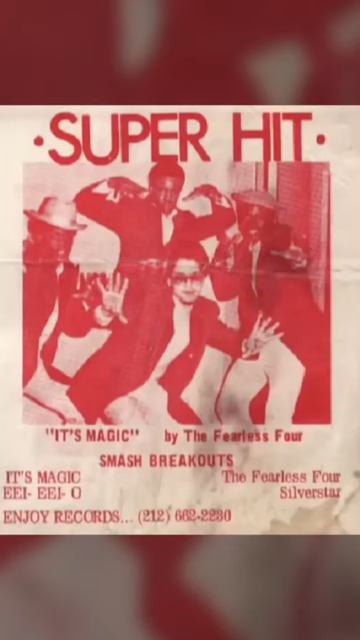 ·SUPER HIT·
"IT'S MAGIC" by The Fearless Four
SMASH BREAKOUTS
IT'S MAGIC The Fearless Four
EEI- EEI- O Silverstar
ENJOY RECORDS... (212) 662-2230